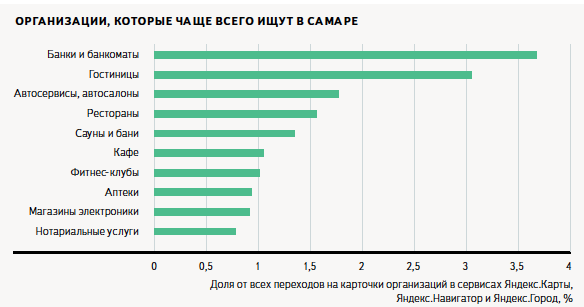 ОРГАНИЗАЦИИ, КОТОРЫЕ ЧАЩЕ ВСЕГО ИЩУТ В САМАРЕ
Банки и банкоматы
Гостиницы
Автосервисы, автосалоны
Рестораны
Сауны и бани
Кафе
Фитнес-клубы
Аптеки
Магазины электроники
Нотариальные услуги
0 0,5 1 1,5 2 2,5 3 3,5 4
Доля от всех переходов на карточки организаций в сервисах Яндекс.Карты,
Яндекс.Навигатор и Яндекс.Город, %